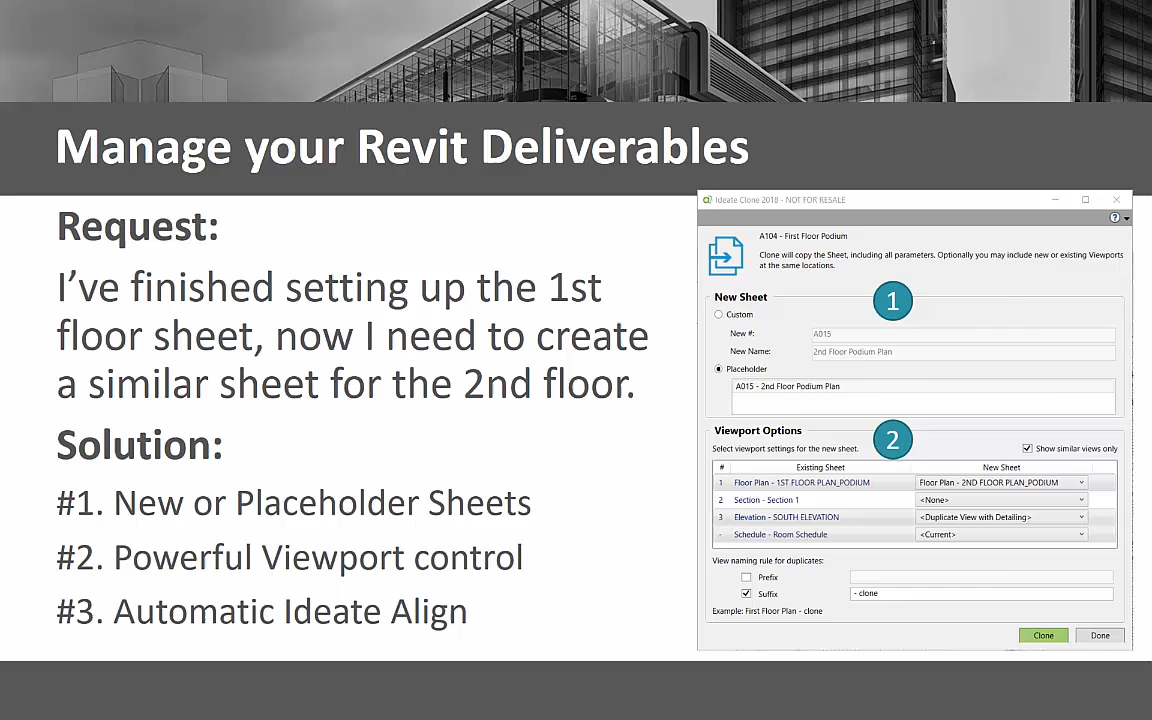 Manage your Revit Deliverables
Request:
I’ve finished setting up the 1st
floor sheet, now I need to create
a similar sheet for the 2nd floor.
Solution:
#1. New or Placeholder Sheets
#2. Powerful Viewport control
#3. Automatic Ideate Align
Ideate Clone 2018 - NOT FOR RESALE
?
A104 - First Floor Podium
Clone will copy the Sheet, including all parameters. Optionally you may include new or existing Viewports
at the same locations.
New Sheet
1
Custom
New #: A015
New Name: 2nd Floor Podium Plan
Placeholder
A015 - 2nd Floor Podium Plan
Viewport Options
2
Select viewport settings for the new sheet. Show similar views only
# Existing Sheet New Sheet
1 Floor Plan - 1ST FLOOR PLAN_PODIUM Floor Plan - 2ND FLOOR PLAN_PODIUM
2 Section - Section 1 <None>
3 Elevation - SOUTH ELEVATION <Duplicate View with Detailing>
- Schedule - Room Schedule <Current>
View naming rule for duplicates:
Prefix
Suffix - clone
Example: First Floor Plan - clone
Clone Done